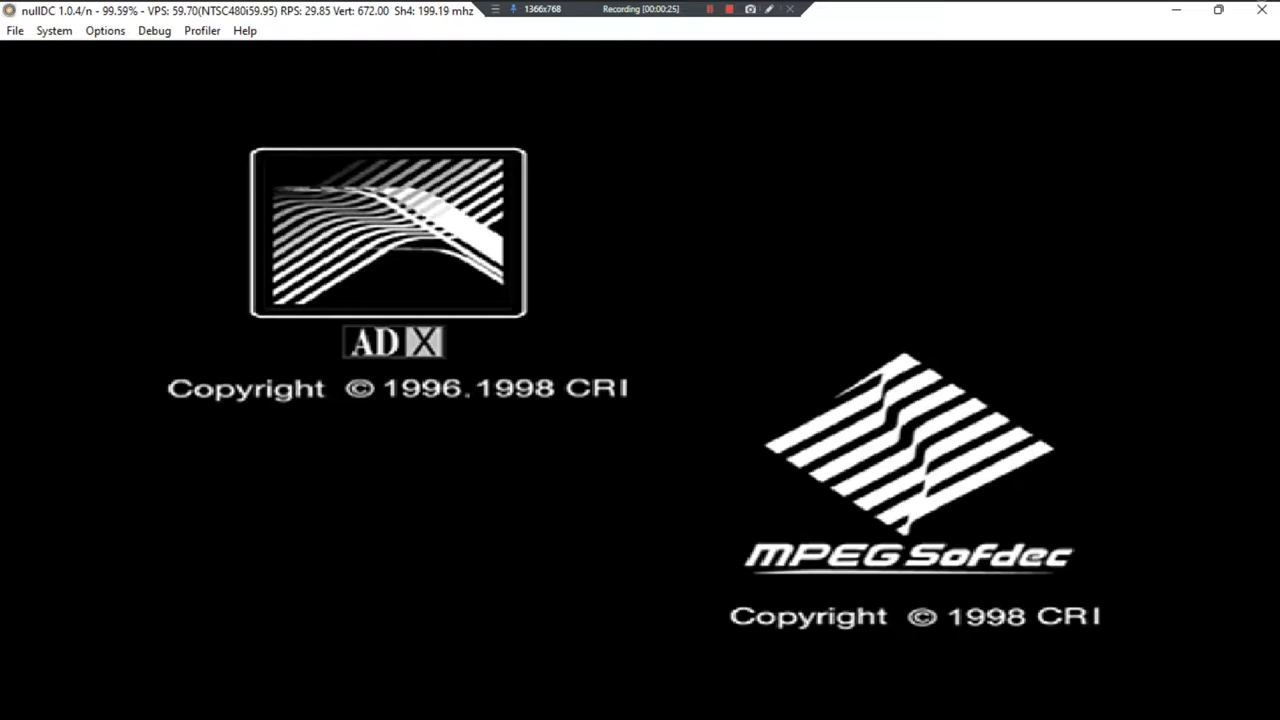 nullDC 1.0.4/n - 99.59% - VPS: 59.70(NTSC480i59.95) RPS: 29.85 Vert: 672.00 Sh4: 199.19 mhz
1366x768
Recording [00:00:25]
File System Options Debug Profiler Help
ADX
Copyright © 1996.1998 CRI
MPEG Sofdec
Copyright © 1998 CRI